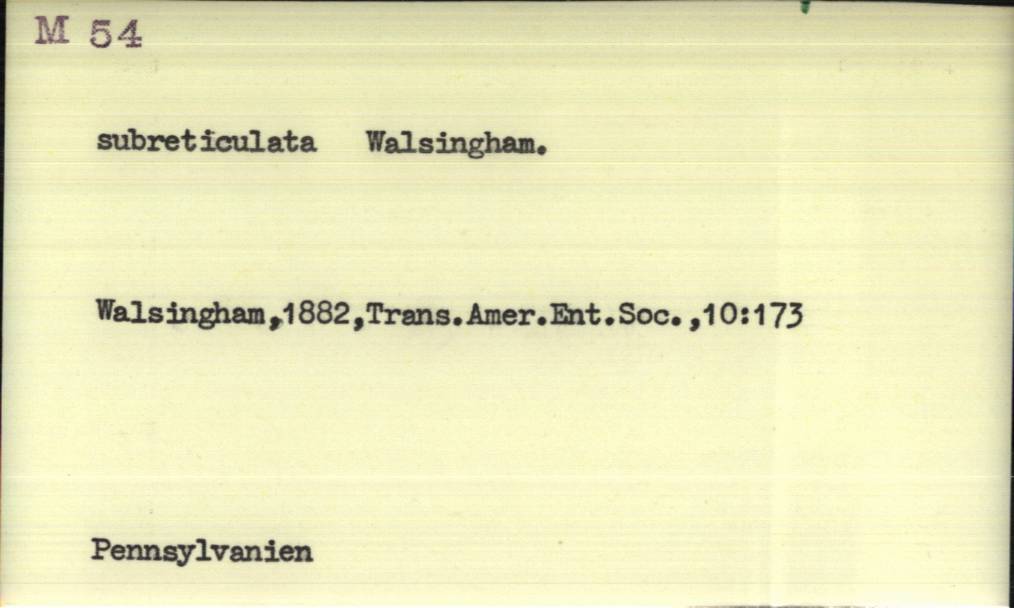 M 54
subreticulata Walsingham.
Walsingham,1882,Trans.Amer.Ent.Soc.,10:173
Pennsylvanien